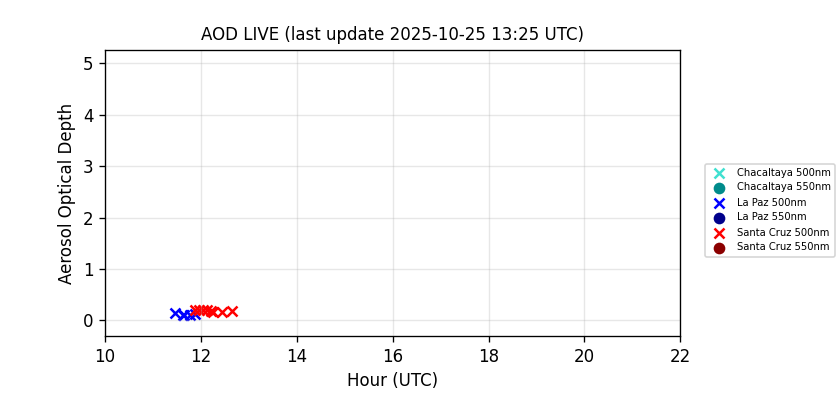 AOD LIVE (last update 2025-10-25 13:25 UTC)
Aerosol Optical Depth
5
4
3
2
1
0
10 12 14 16 18 20 22
Hour (UTC)
Chacaltaya 500nm
Chacaltaya 550nm
La Paz 500nm
La Paz 550nm
Santa Cruz 500nm
Santa Cruz 550nm